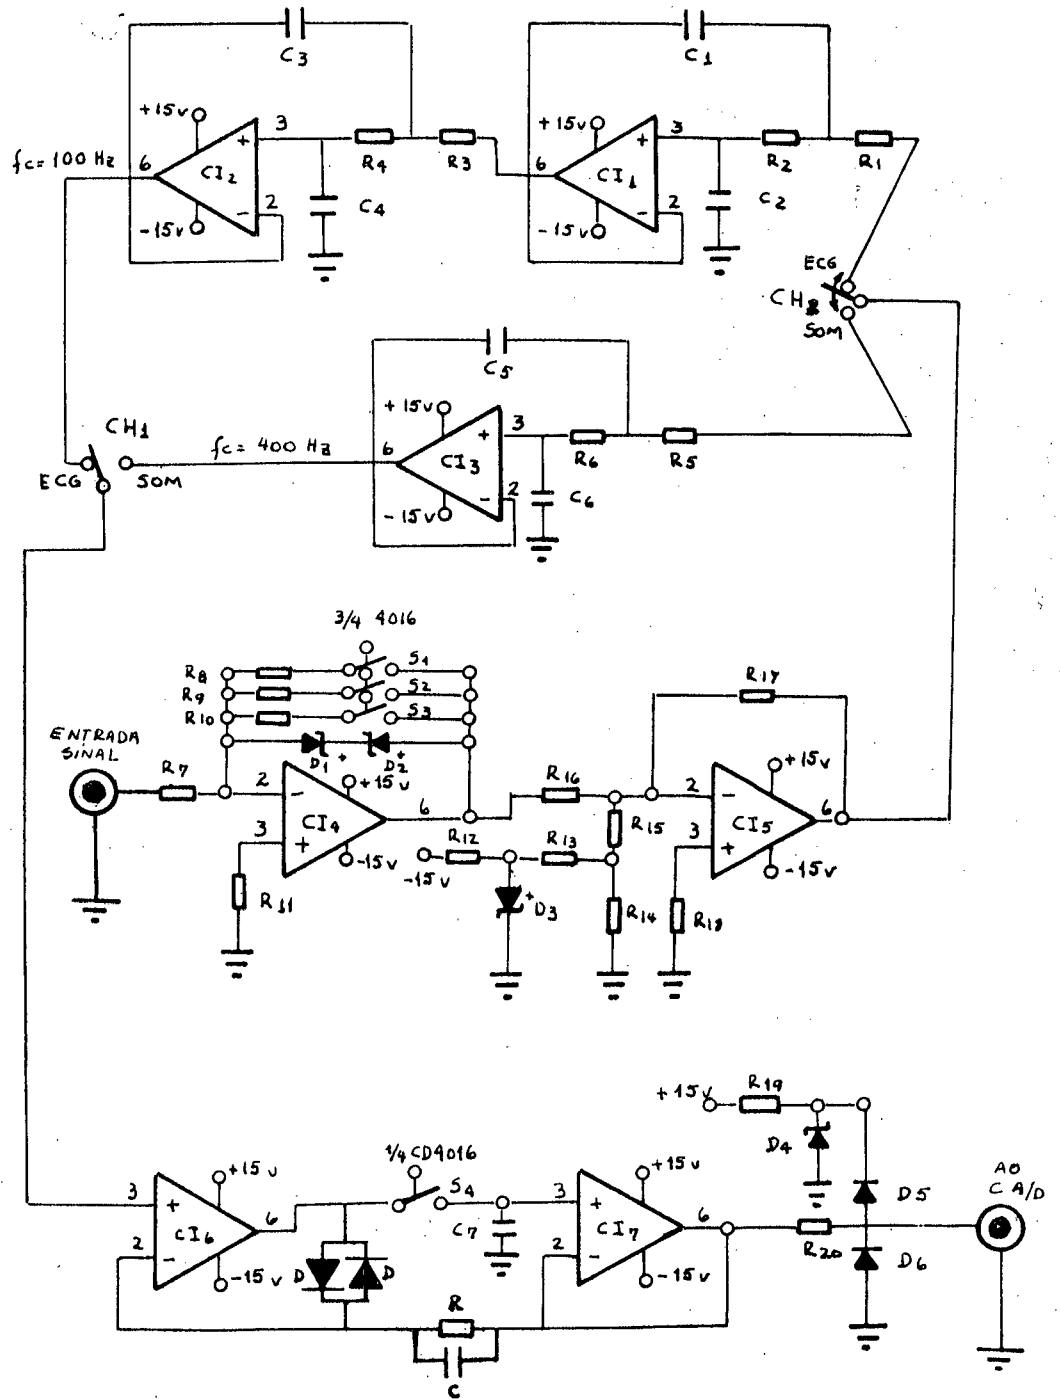 C3
C1
+15v
3
R4
R3
fc=100 Hz
6
CI2
2
-15v
C4
+15v
3
R2
R1
6
CI1
2
-15v
C2
ECG
SOM
C5
+15v
3
6
CI3
2
-15v
R6
R5
C6
CH1
fc= 400 Hz
ECG
SOM
3/4 4016
R8
S1
R9
S2
R10
S3
ENTRADA
SINAL
D1
+
D2
+
R7
2
+15v
CI4
6
3
-15v
R11
R16
R12
R13
R15
-15v
+
D3
R14
R17
+15v
2
CI5
6
3
-15v
R18
+15v
R19
D4
1/4 CD4016
S4
3
+15v
CI6
6
2
-15v
C7
D
D
R
C
3
+15v
CI7
6
2
-15v
R20
D5
D6
AO
C A/D